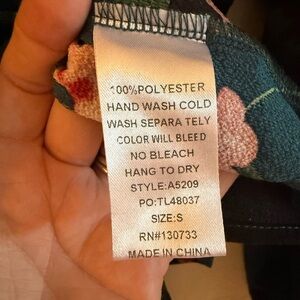 100%POLYESTER
HAND WASH COLD
WASH SEPARA TELY
COLOR WILL BLEED
NO BLEACH
HANG TO DRY
STYLE:A5209
PO:TL48037
SIZE:S
RN#130733
MADE IN CHINA